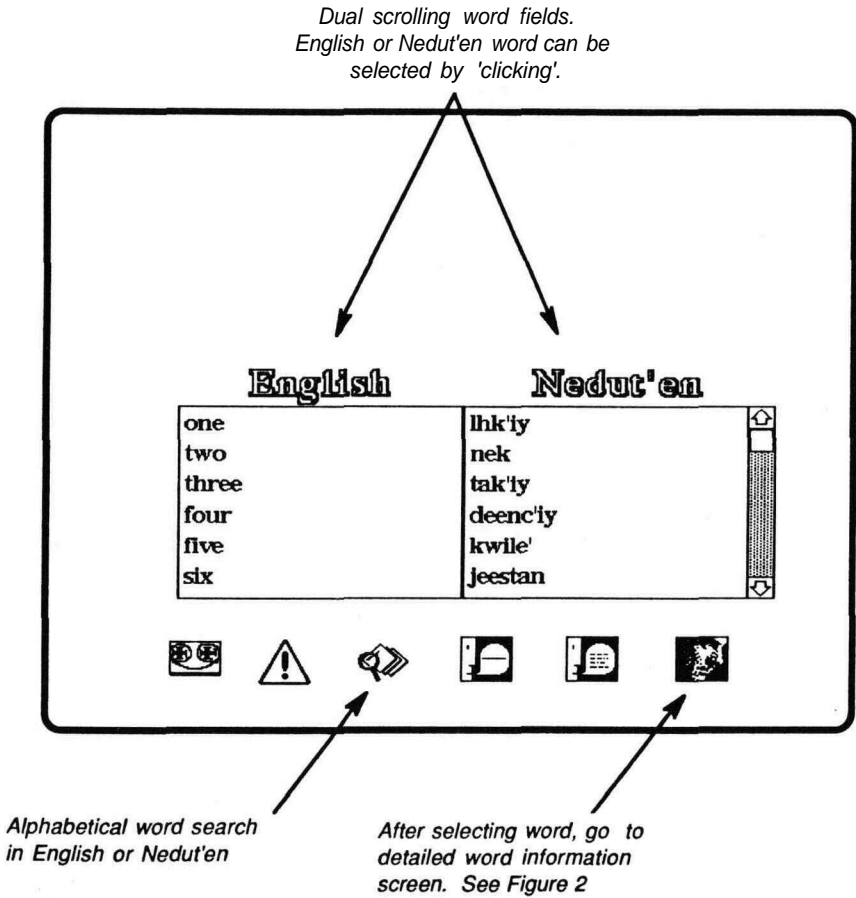 Dual scrolling word fields.
English or Nedut'en word can be
selected by 'clicking'.
English Nedut'en
one lhk'iy
two nek
three tak'iy
four deenc'iy
five kwile'
six jeestan
Alphabetical word search
in English or Nedut'en
After selecting word, go to
detailed word information
screen. See Figure 2